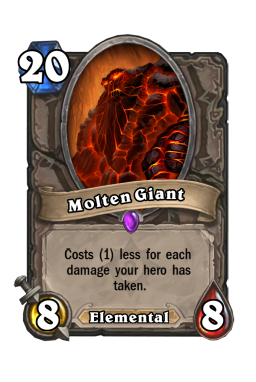 20
Molten Giant
Costs (1) less for each
damage your hero has
taken.
8
Elemental
8